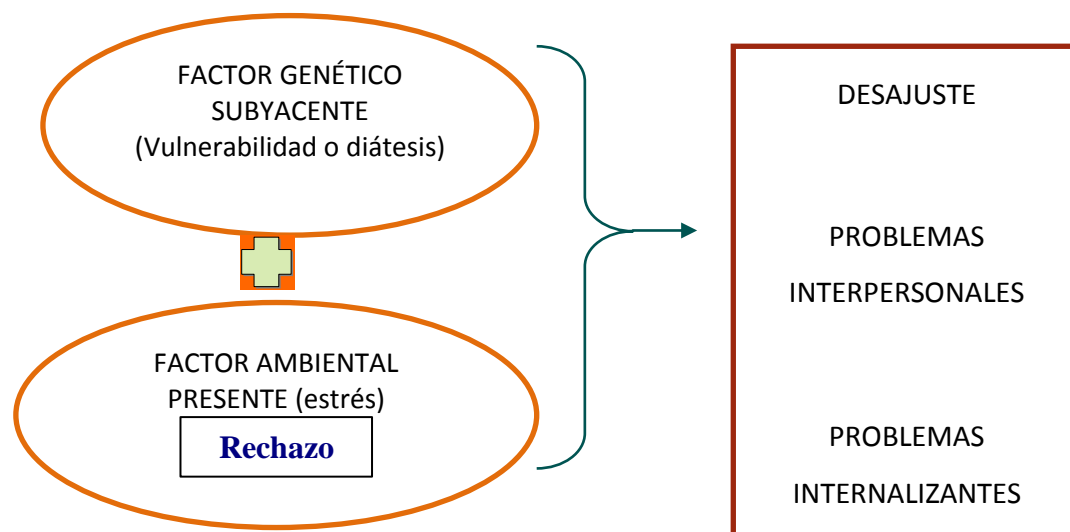 FACTOR GENÉTICO
SUBYACENTE
(Vulnerabilidad o diátesis)
FACTOR AMBIENTAL
PRESENTE (estrés)
Rechazo
DESAJUSTE
PROBLEMAS
INTERPERSONALES
PROBLEMAS
INTERNALIZANTES